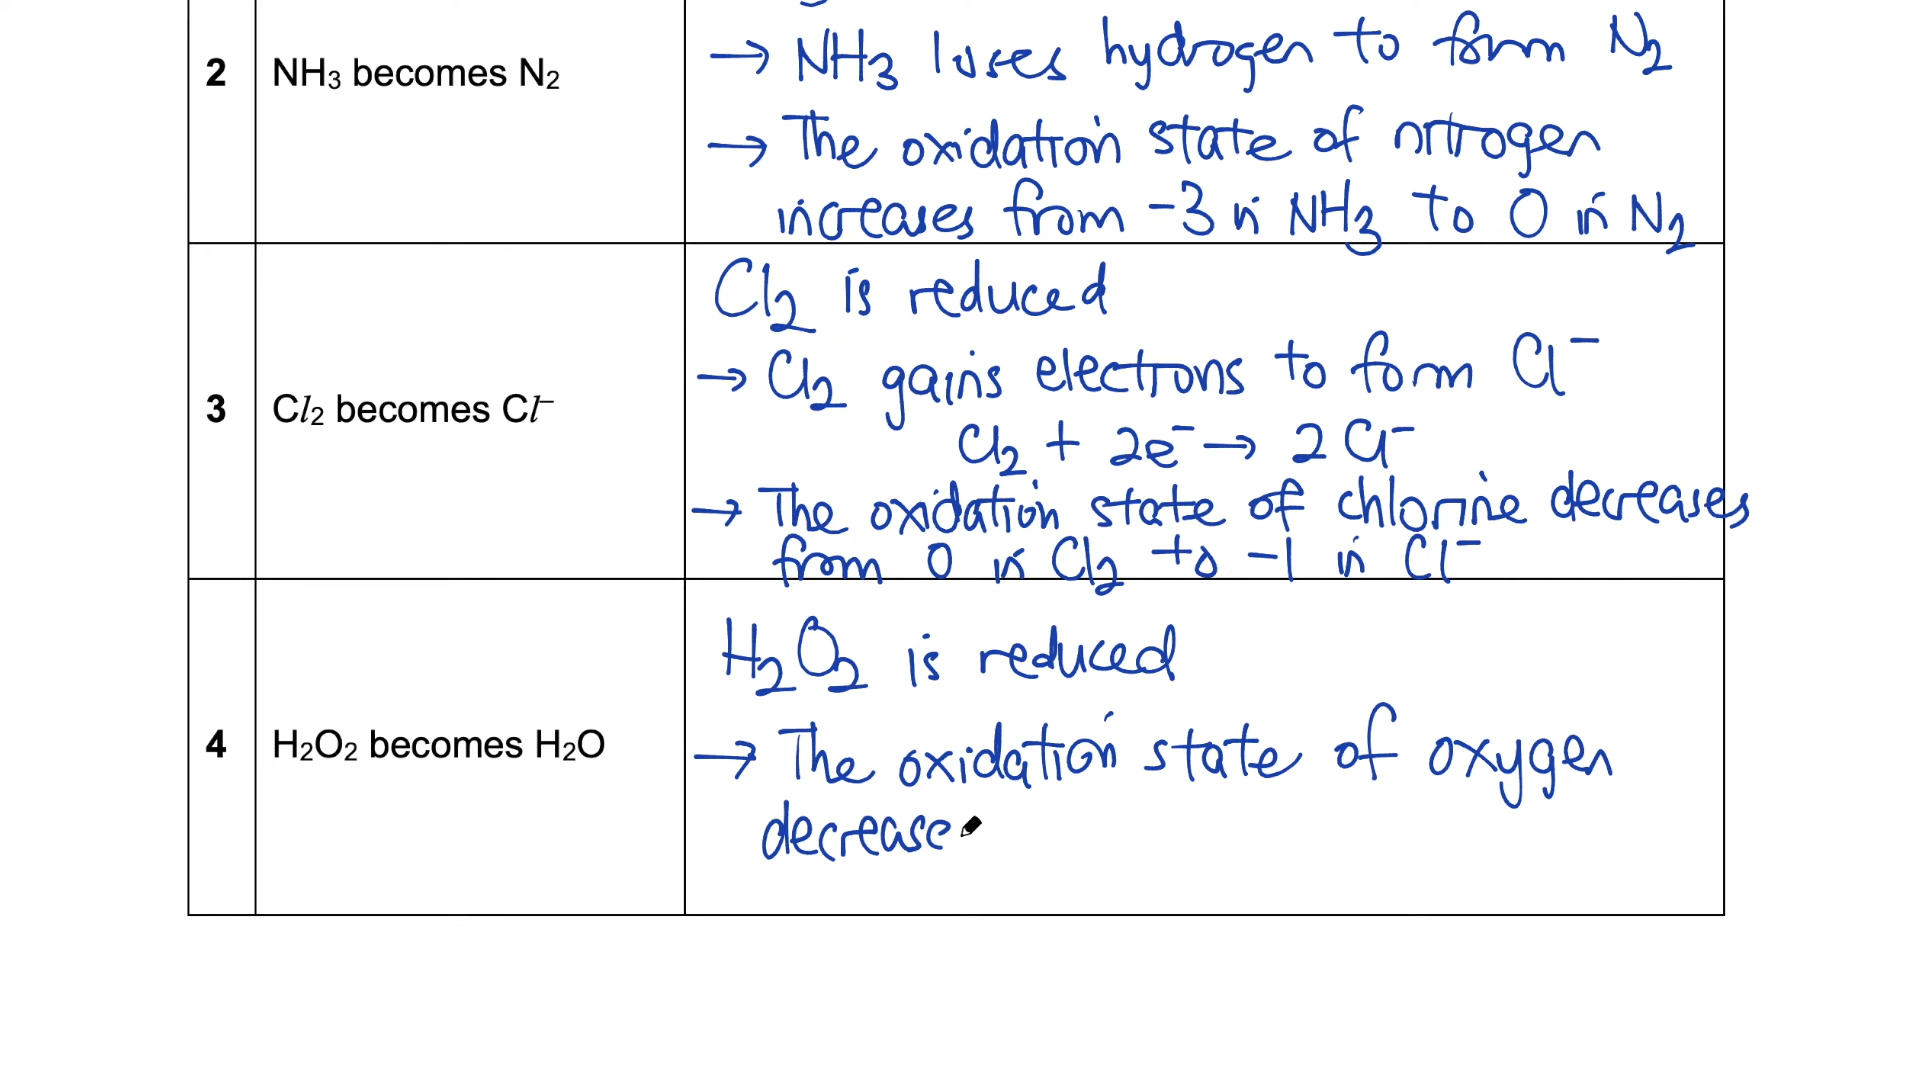 2
NH3 becomes N2
→ NH3 loses hydrogen to form N2
→ The oxidation state of nitrogen
increases from -3 in NH3 to 0 in N2
3
Cl2 becomes Cl–
Cl2 is reduced
→ Cl2 gains electrons to form Cl–
Cl2 + 2e– → 2Cl–
→ The oxidation state of chlorine decreases
from 0 in Cl2 to -1 in Cl–
4
H2O2 becomes H2O
H2O2 is reduced
→ The oxidation state of oxygen
decrease